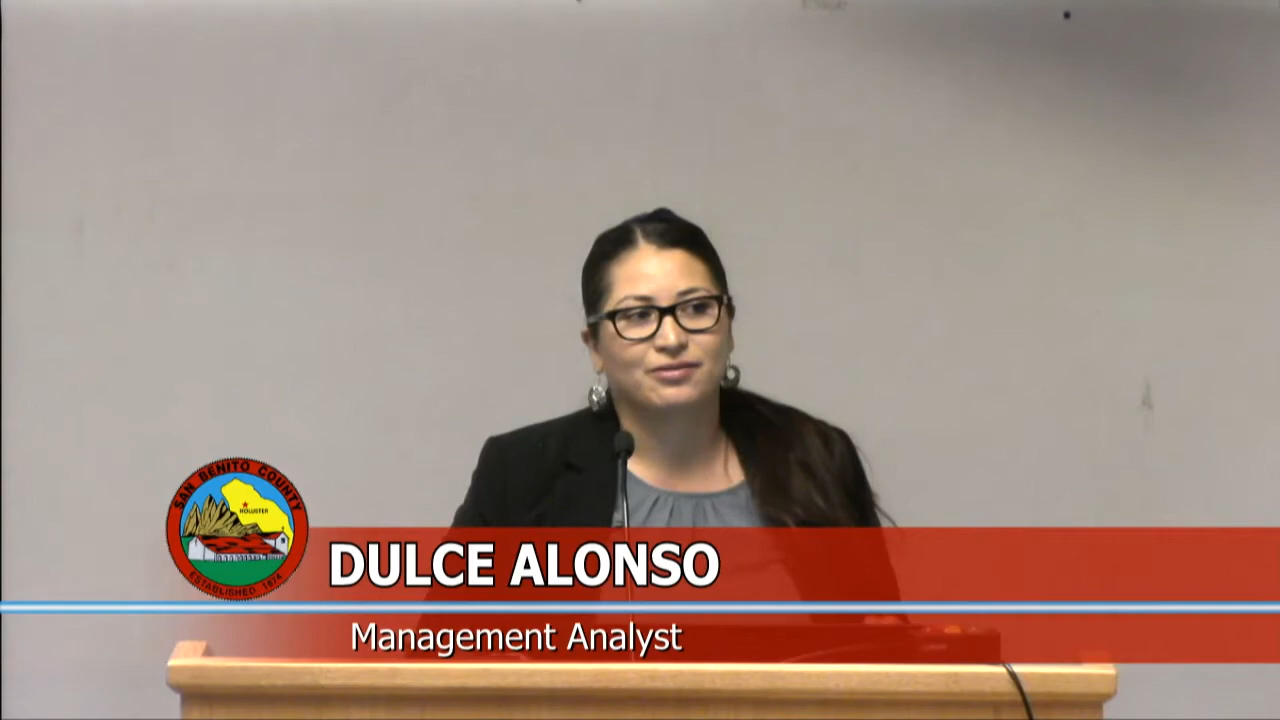 SAN BENITO COUNTY
HOLLISTER
ESTABLISHED 1874
DULCE ALONSO
Management Analyst